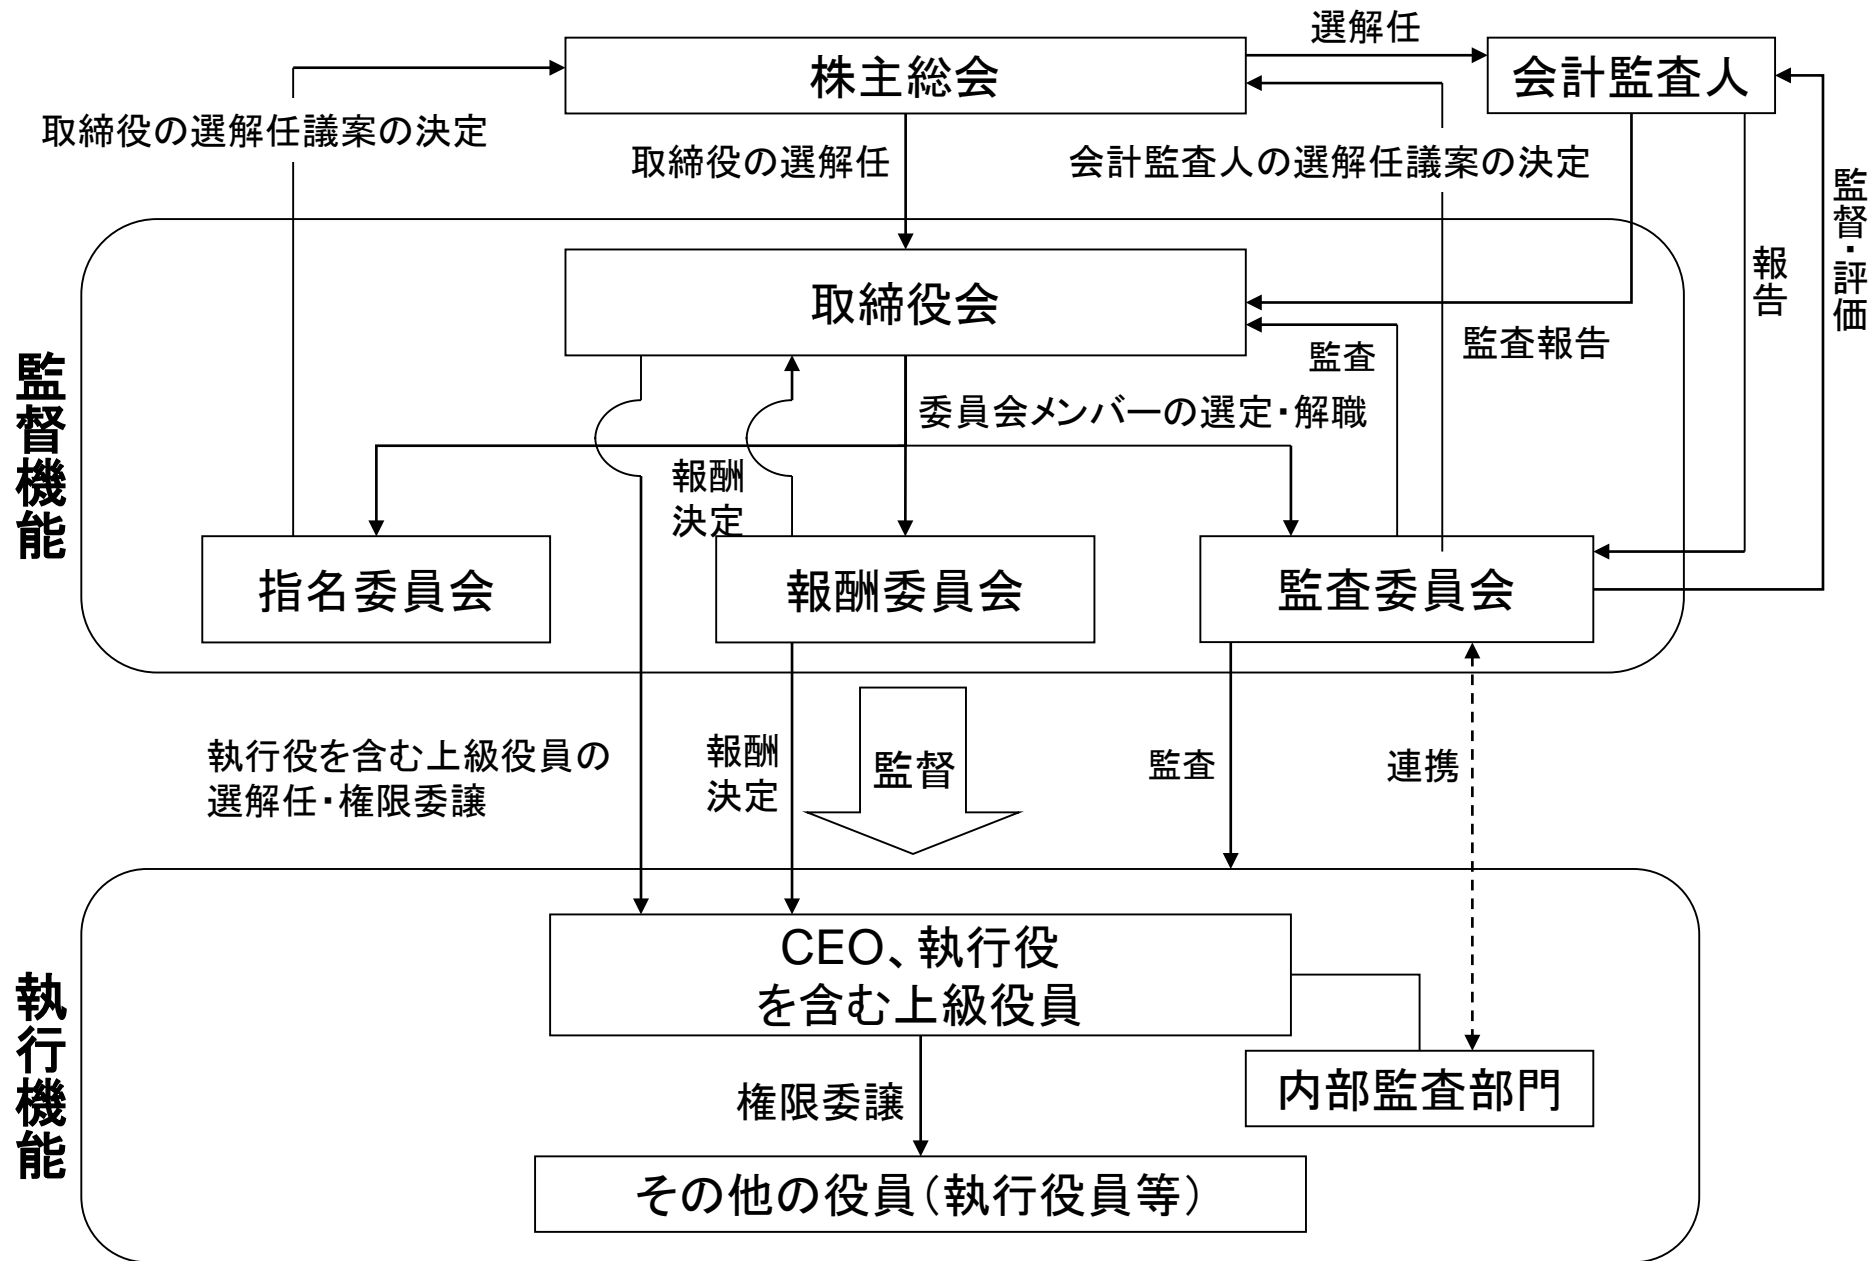 選解任
株主総会
会計監査人
取締役の選解任議案の決定
取締役の選解任
会計監査人の選解任議案の決定
監督・評価
報告
取締役会
監査
監査報告
監督機能
委員会メンバーの選定・解職
報酬
決定
指名委員会
報酬委員会
監査委員会
執行役を含む上級役員の
選解任・権限委譲
報酬
決定
監督
監査
連携
執行機能
CEO、執行役
を含む上級役員
内部監査部門
権限委譲
その他の役員（執行役員等）